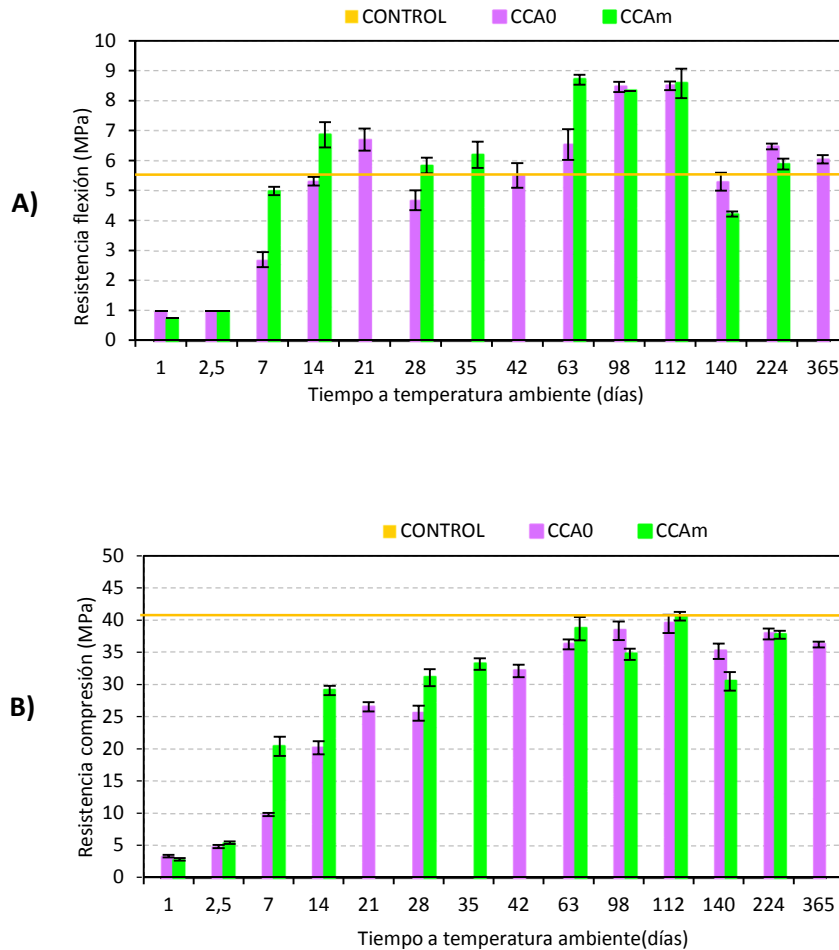 CONTROL CCA0 CCAm
10
9
8
7
6
5
4
3
2
1
0
Resistencia flexión (MPa)
A)
1 2,5 7 14 21 28 35 42 63 98 112 140 224 365
Tiempo a temperatura ambiente (días)
CONTROL CCA0 CCAm
50
45
40
35
30
25
20
15
10
5
0
Resistencia compresión (MPa)
B)
1 2,5 7 14 21 28 35 42 63 98 112 140 224 365
Tiempo a temperatura ambiente(días)